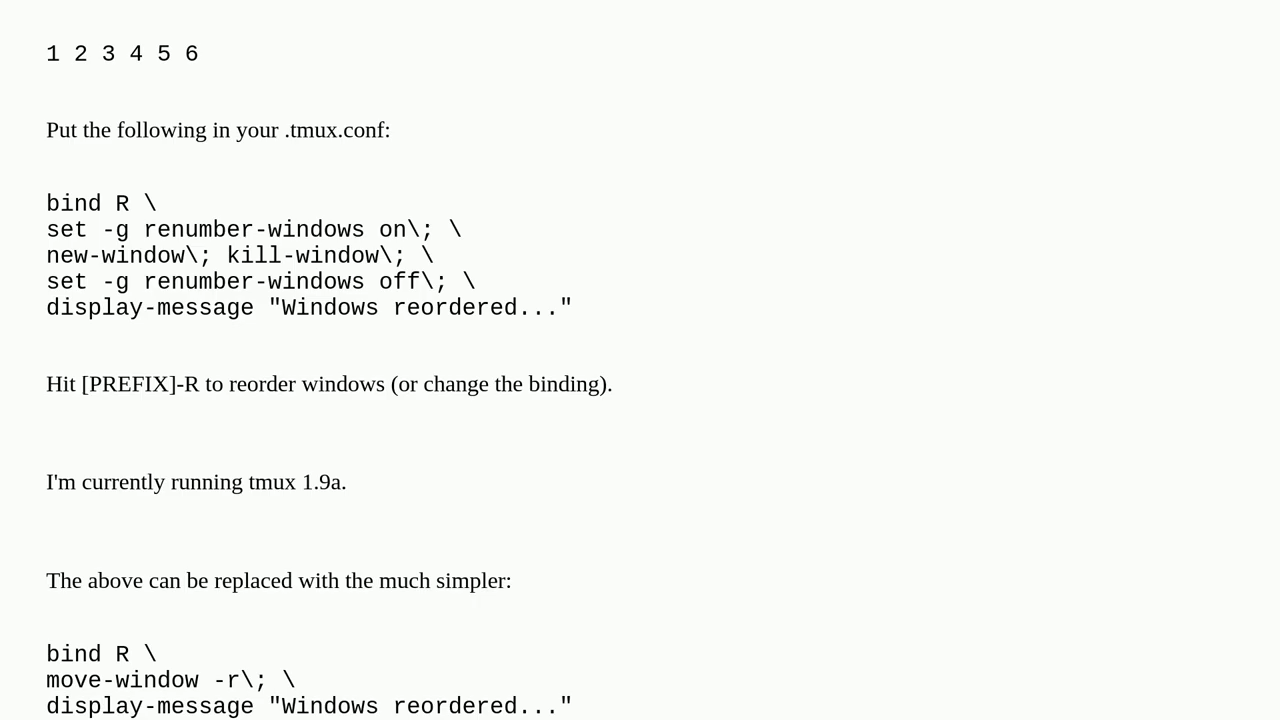 1 2 3 4 5 6
Put the following in your .tmux.conf:
bind R \
set -g renumber-windows on\; \
new-window\; kill-window\; \
set -g renumber-windows off\; \
display-message "Windows reordered..."
Hit [PREFIX]-R to reorder windows (or change the binding).
I'm currently running tmux 1.9a.
The above can be replaced with the much simpler:
bind R \
move-window -r\; \
display-message "Windows reordered..."